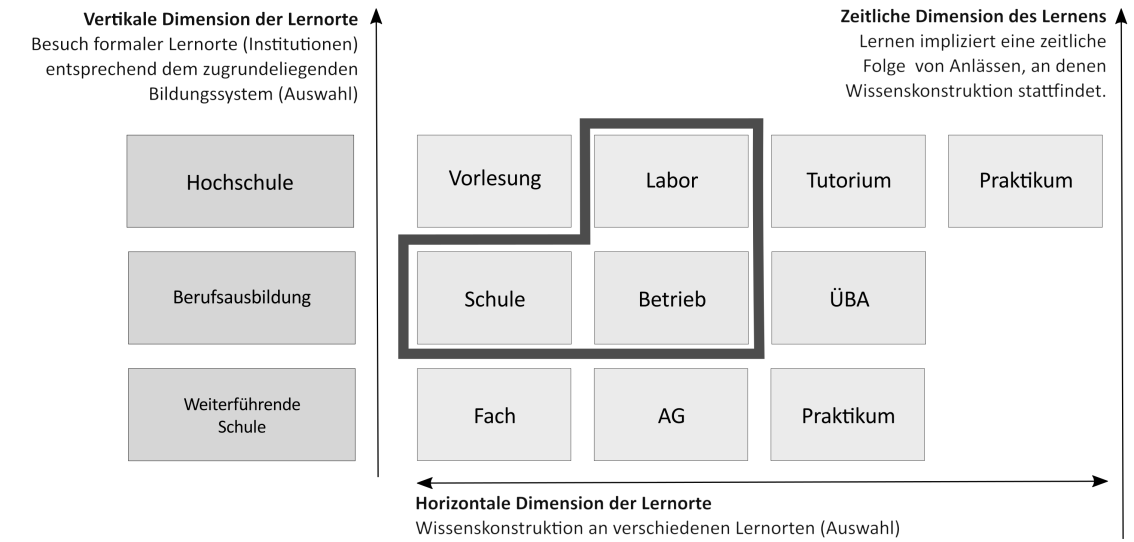 Vertikale Dimension der Lernorte
Besuch formaler Lernorte (Institutionen)
entsprechend dem zugrundeliegenden
Bildungssystem (Auswahl)
Zeitliche Dimension des Lernens
Lernen impliziert eine zeitliche
Folge von Anlässen, an denen
Wissenskonstruktion stattfindet.
Hochschule
Vorlesung
Labor
Tutorium
Praktikum
Berufsausbildung
Schule
Betrieb
ÜBA
Weiterführende
Schule
Fach
AG
Praktikum
Horizontale Dimension der Lernorte
Wissenskonstruktion an verschiedenen Lernorten (Auswahl)